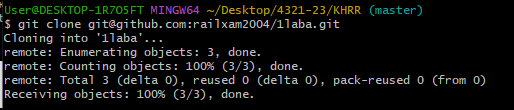 User@DESKTOP-1R7O5FT MINGW64 ~/Desktop/4321-23/KHRR (master)
$ git clone git@github.com:railxam2004/1laba.git
Cloning into '1laba'...
remote: Enumerating objects: 3, done.
remote: Counting objects: 100% (3/3), done.
remote: Total 3 (delta 0), reused 0 (delta 0), pack-reused 0 (from 0)
Receiving objects: 100% (3/3), done.